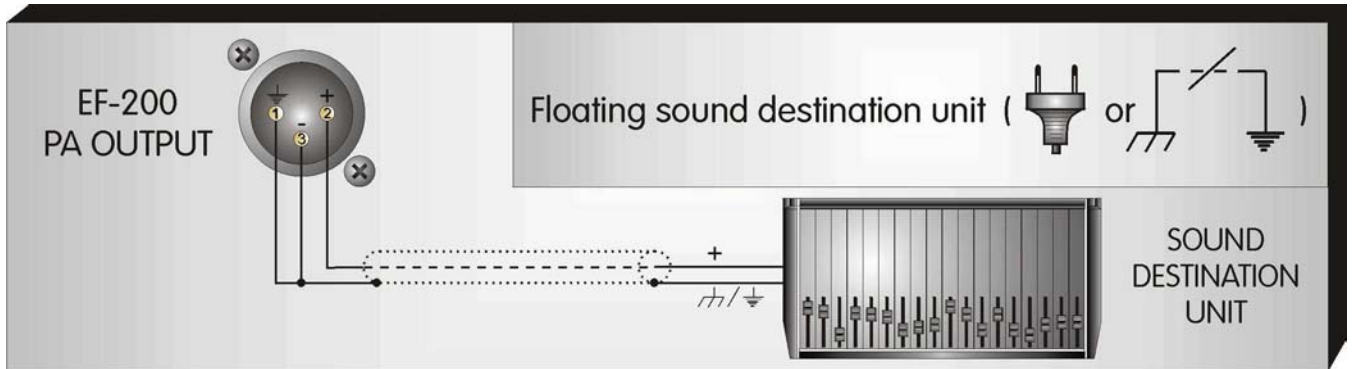 EF-200
PA OUTPUT
1
+
2
-
3
Floating sound destination unit ( or )
+
/
SOUND
DESTINATION
UNIT